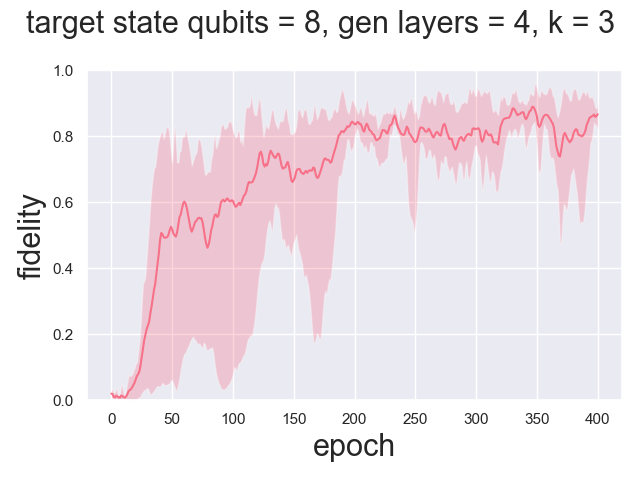 target state qubits = 8, gen layers = 4, k = 3
1.0
0.8
0.6
0.4
0.2
0.0
fidelity
0 50 100 150 200 250 300 350 400
epoch